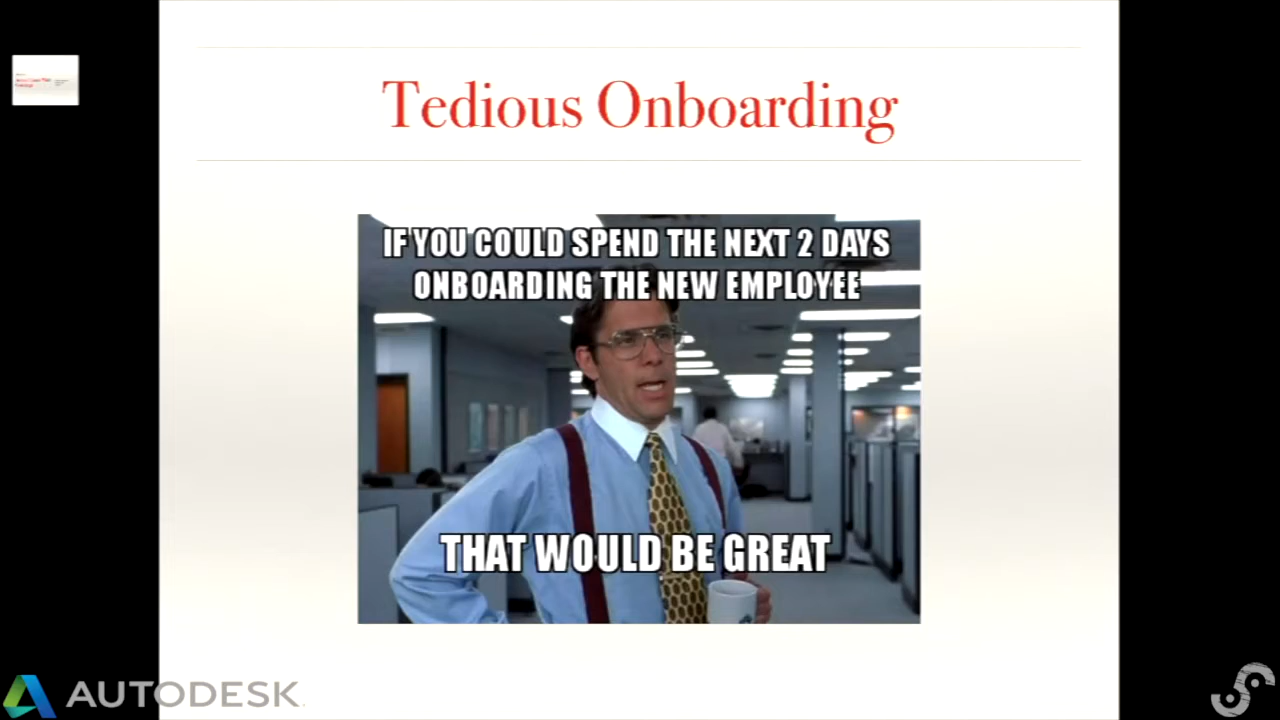 Tedious Onboarding
IF YOU COULD SPEND THE NEXT 2 DAYS
ONBOARDING THE NEW EMPLOYEE
THAT WOULD BE GREAT
AUTODESK